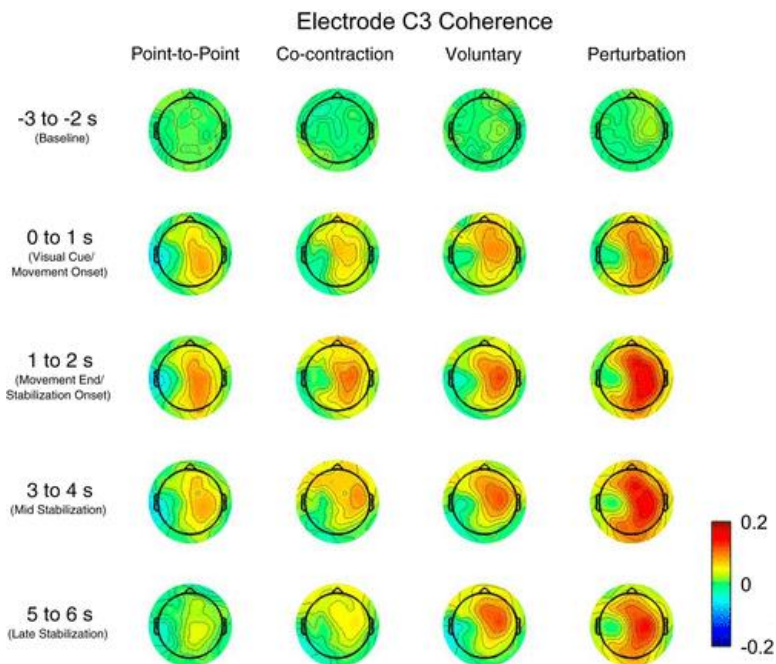 Electrode C3 Coherence
Point-to-Point Co-contraction Voluntary Perturbation
-3 to -2 s
(Baseline)
0 to 1 s
(Visual Cue/
Movement Onset)
1 to 2 s
(Movement End/
Stabilization Onset)
3 to 4 s
(Mid Stabilization)
5 to 6 s
(Late Stabilization)
0.2
0
-0.2